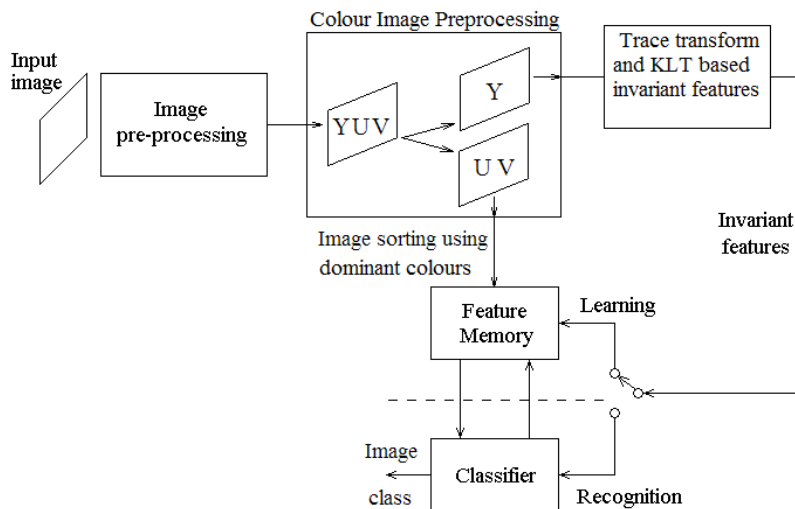 Colour Image Preprocessing
Input
image
Image
pre-processing
Y U V
Y
U V
Trace transform
and KLT based
invariant features
Invariant
features
Image sorting using
dominant colours
Feature
Memory
Learning
Classifier
Image
class
Recognition